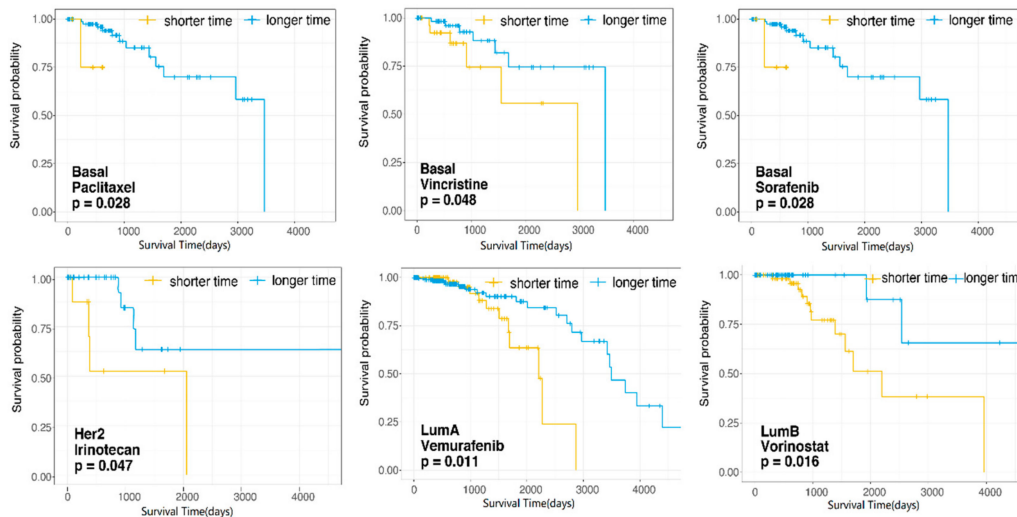 shorter time longer time
Survival probability
1.00
0.75
0.50
0.25
0.00
Basal
Paclitaxel
p = 0.028
0 1000 2000 3000 4000
Survival Time(days)
shorter time longer time
Survival probability
1.00
0.75
0.50
0.25
0.00
Basal
Vincristine
p = 0.048
0 1000 2000 3000 4000
Survival Time(days)
shorter time longer time
Survival probability
1.00
0.75
0.50
0.25
0.00
Basal
Sorafenib
p = 0.028
0 1000 2000 3000 4000
Survival Time(days)
shorter time longer time
Survival probability
1.00
0.75
0.50
0.25
0.00
Her2
Irinotecan
p = 0.047
0 1000 2000 3000 4000
Survival Time(days)
shorter time longer time
Survival probability
1.00
0.75
0.50
0.25
0.00
LumA
Vemurafenib
p = 0.011
0 1000 2000 3000 4000
Survival Time(days)
shorter time longer time
Survival probability
1.00
0.75
0.50
0.25
0.00
LumB
Vorinostat
p = 0.016
0 1000 2000 3000 4000
Survival Time(days)